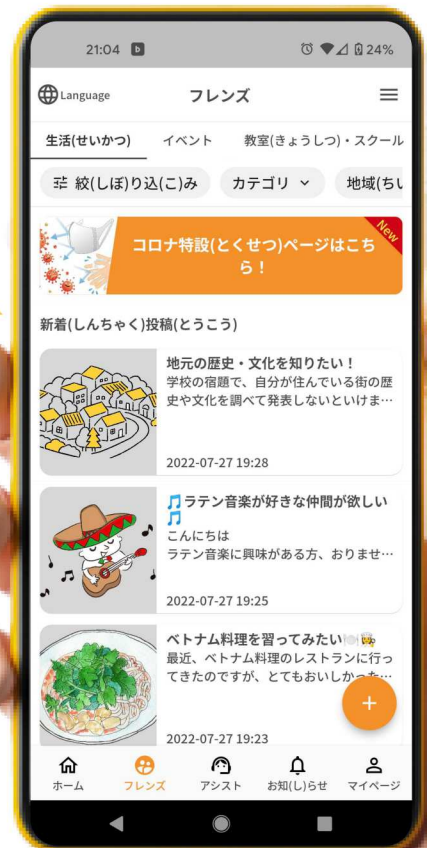 21:04 24%
Language フレンズ
生活(せいかつ) イベント 教室(きょうしつ)・スクール
絞(しぼ)り込(こ)み カテゴリ 地域(ちい
コロナ特設(とくせつ)ページはこち
ら!
New
新着(しんちゃく)投稿(とうこう)
地元の歴史・文化を知りたい!
学校の宿題で、自分が住んでいる街の歴
史や文化を調べて発表しないといけま…
2022-07-27 19:28
🎵ラテン音楽が好きな仲間が欲しい
🎵
こんにちは
ラテン音楽に興味がある方、おりませ…
2022-07-27 19:25
ベトナム料理を習ってみたい🍽👩‍🍳
最近、ベトナム料理のレストランに行っ
てきたのですが、とてもおいしかった…
2022-07-27 19:23
ホーム フレンズ アシスト お知(し)らせ マイページ